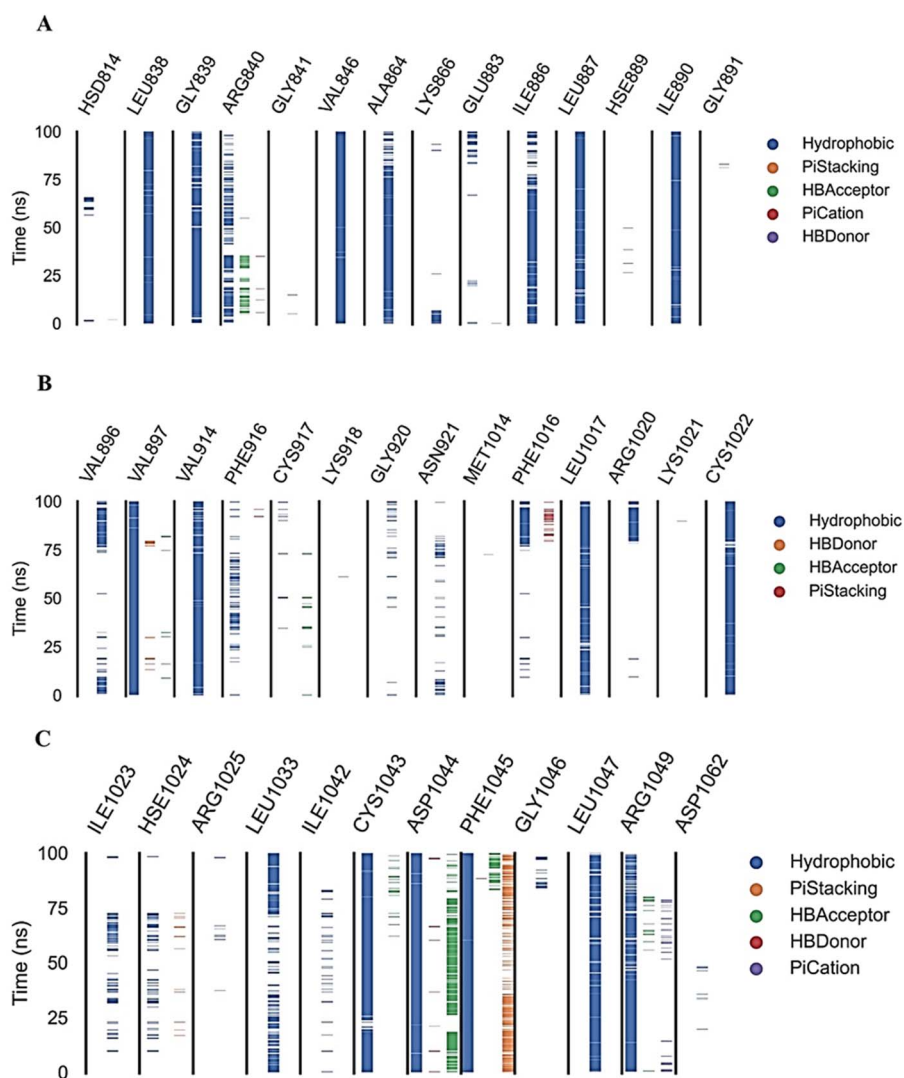 A
HSD814 LEU838 GLY839 ARG840 GLY841 VAL846 ALA864 LYS866 GLU883 ILE886 LEU887 HSE889 ILE890 GLY891
100
75
50
25
0
Time (ns)
Hydrophobic
PiStacking
HBAcceptor
PiCation
HBDonor
B
VAL896 VAL897 VAL914 PHE916 CYS917 LYS918 GLY920 ASN921 MET1014 PHE1016 LEU1017 ARG1020 LYS1021 CYS1022
100
75
50
25
0
Time (ns)
Hydrophobic
HBDonor
HBAcceptor
PiStacking
C
ILE1023 HSE1024 ARG1025 LEU1033 ILE1042 CYS1043 ASP1044 PHE1045 GLY1046 LEU1047 ARG1049 ASP1062
100
75
50
25
0
Time (ns)
Hydrophobic
PiStacking
HBAcceptor
HBDonor
PiCation